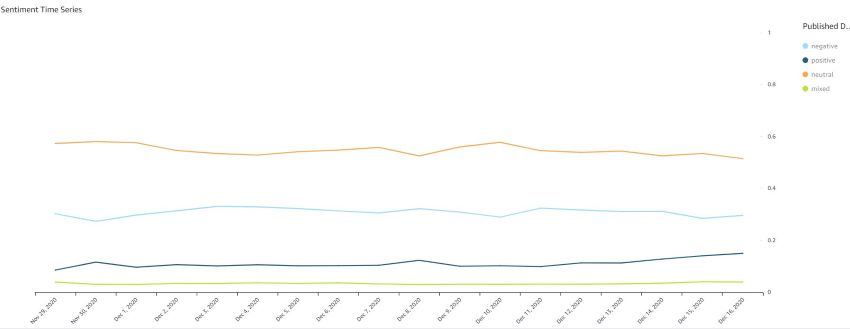 Sentiment Time Series
Published D...
negative
positive
neutral
mixed
1
0.8
0.6
0.4
0.2
0
Nov 29, 2020
Nov 30, 2020
Dec 1, 2020
Dec 2, 2020
Dec 3, 2020
Dec 4, 2020
Dec 5, 2020
Dec 6, 2020
Dec 7, 2020
Dec 8, 2020
Dec 9, 2020
Dec 10, 2020
Dec 11, 2020
Dec 12, 2020
Dec 13, 2020
Dec 14, 2020
Dec 15, 2020
Dec 16, 2020